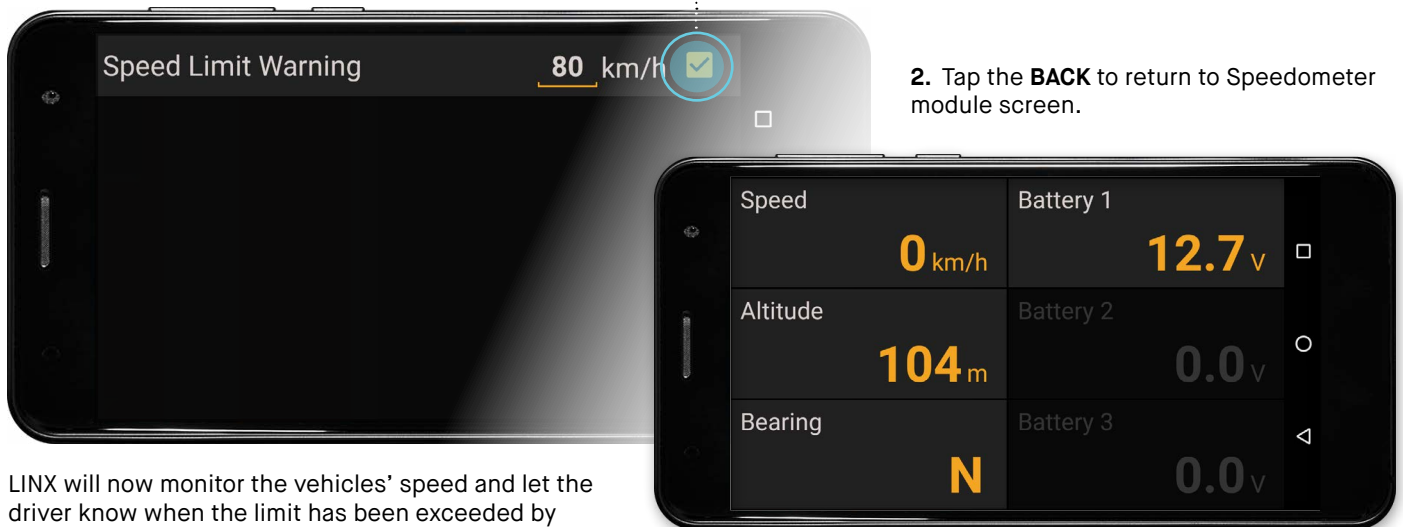 Speed Limit Warning 80 km/h
2. Tap the BACK to return to Speedometer
module screen.
Speed
0 km/h
Battery 1
12.7 V
Altitude
104 m
Battery 2
0.0 V
Bearing
N
Battery 3
0.0 V
LINX will now monitor the vehicles’ speed and let the
driver know when the limit has been exceeded by